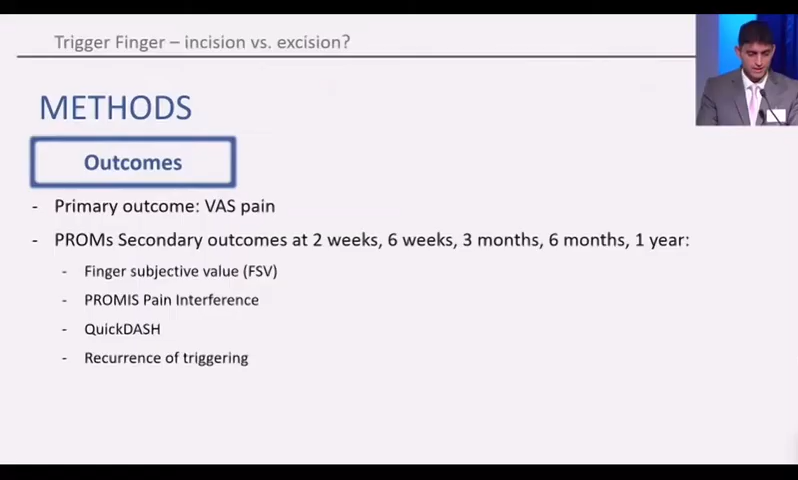 Trigger Finger – incision vs. excision?
METHODS
Outcomes
- Primary outcome: VAS pain
- PROMs Secondary outcomes at 2 weeks, 6 weeks, 3 months, 6 months, 1 year:
- Finger subjective value (FSV)
- PROMIS Pain Interference
- QuickDASH
- Recurrence of triggering